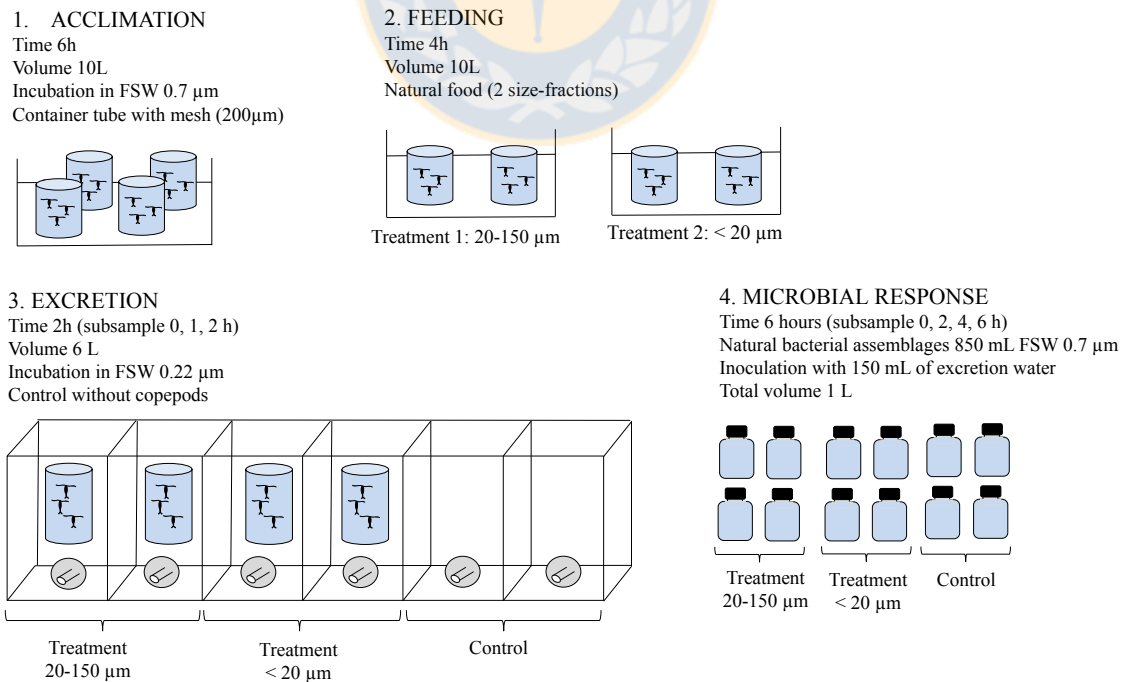 1. ACCLIMATION
Time 6h
Volume 10L
Incubation in FSW 0.7 µm
Container tube with mesh (200µm)
2. FEEDING
Time 4h
Volume 10L
Natural food (2 size-fractions)
Treatment 1: 20-150 µm
Treatment 2: < 20 µm
3. EXCRETION
Time 2h (subsample 0, 1, 2 h)
Volume 6 L
Incubation in FSW 0.22 µm
Control without copepods
Treatment
20-150 µm
Treatment
< 20 µm
Control
4. MICROBIAL RESPONSE
Time 6 hours (subsample 0, 2, 4, 6 h)
Natural bacterial assemblages 850 mL FSW 0.7 µm
Inoculation with 150 mL of excretion water
Total volume 1 L
Treatment
20-150 µm
Treatment
< 20 µm
Control